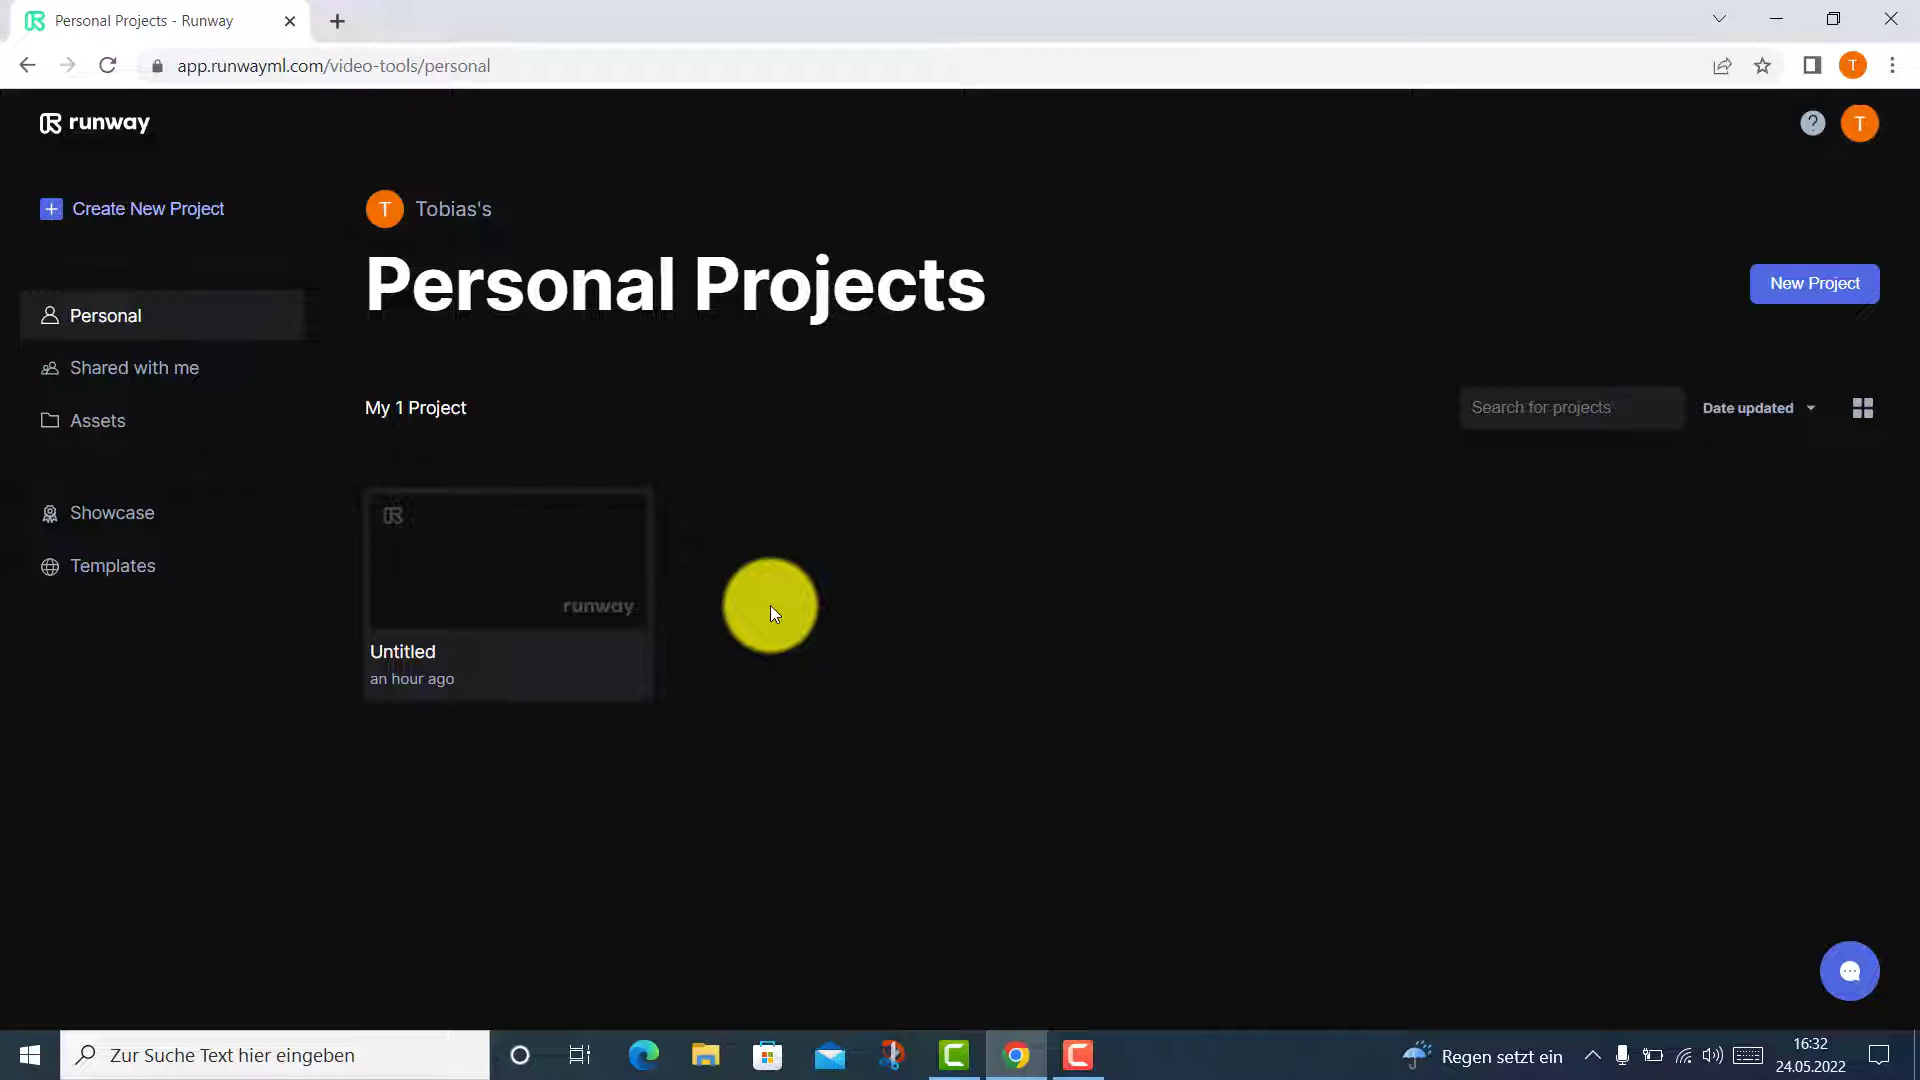 Personal Projects - Runway
app.runwayml.com/video-tools/personal
T
runway
?
T
Create New Project
T Tobias's
Personal Projects
New Project
Personal
Shared with me
Assets
My 1 Project
Search for projects
Date updated
Showcase
Templates
runway
Untitled
an hour ago
Zur Suche Text hier eingeben
Regen setzt ein
16:32
24.05.2022